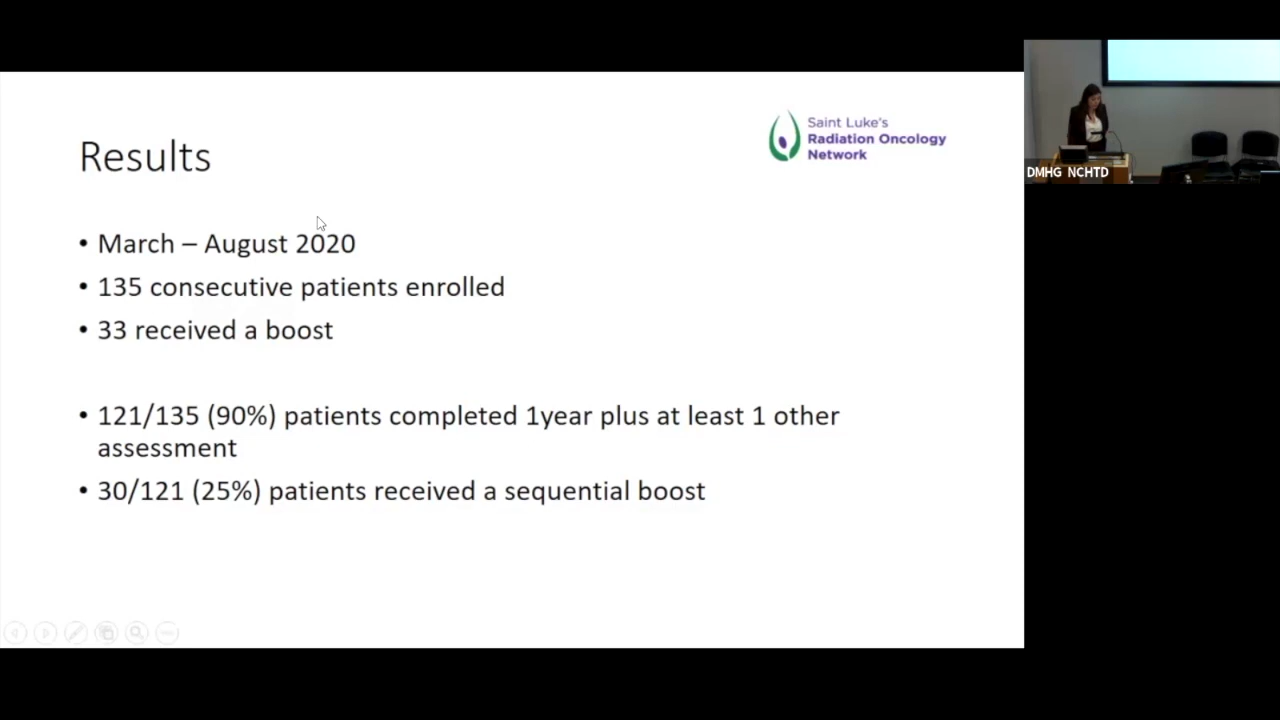 Results
Saint Luke's
Radiation Oncology
Network
• March – August 2020
• 135 consecutive patients enrolled
• 33 received a boost
• 121/135 (90%) patients completed 1year plus at least 1 other
assessment
• 30/121 (25%) patients received a sequential boost
DMHG NCHTD